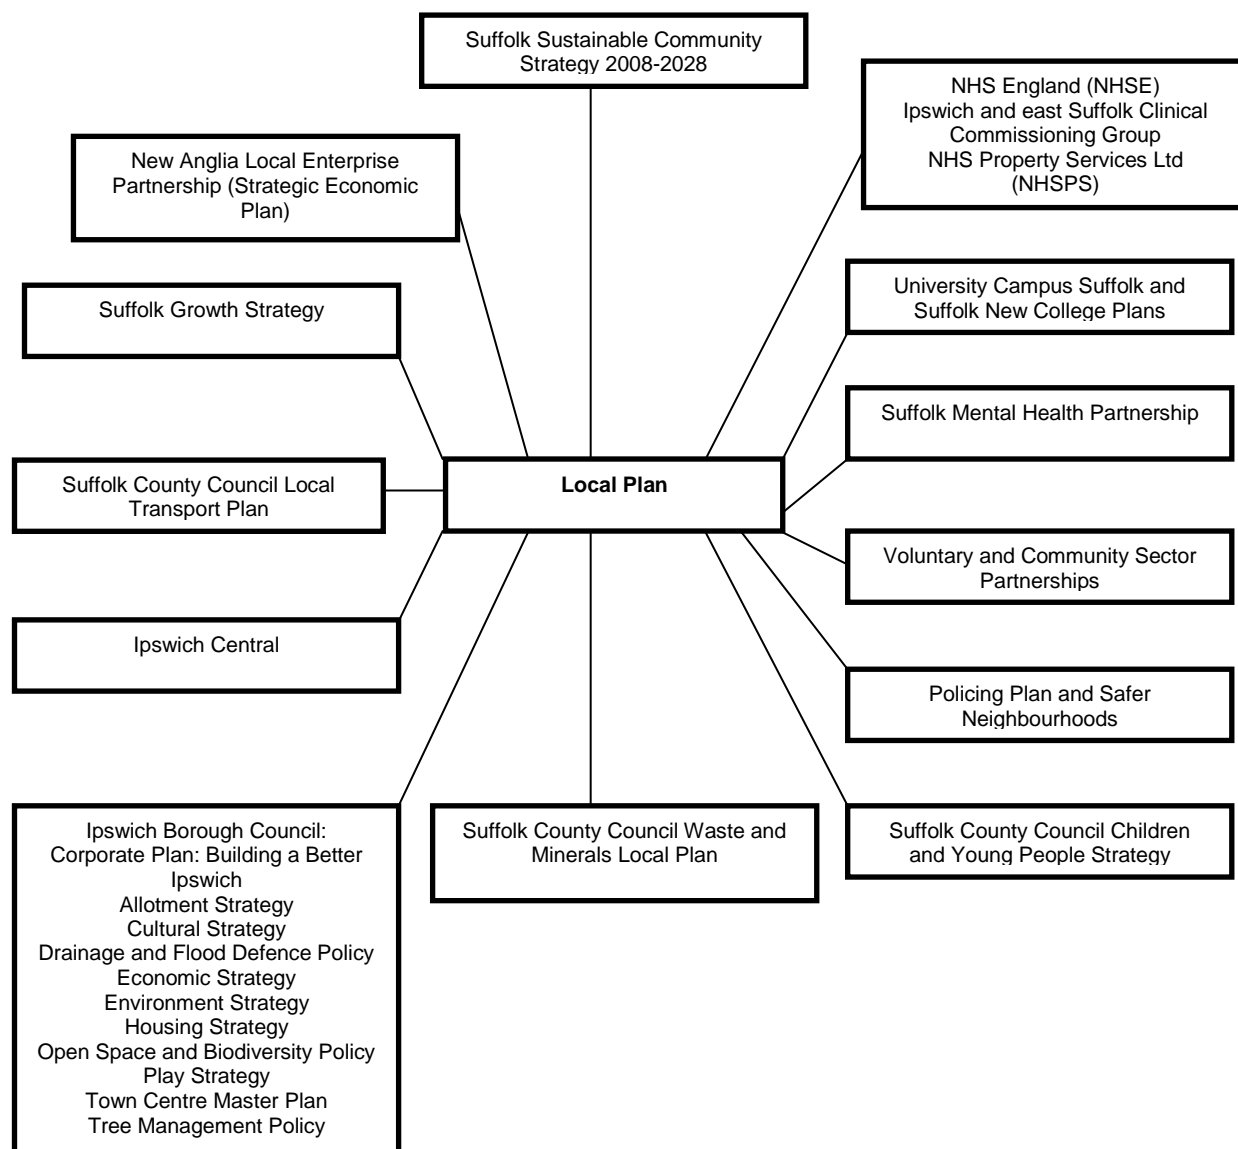 Suffolk Sustainable Community
Strategy 2008-2028
NHS England (NHSE)
Ipswich and east Suffolk Clinical
Commissioning Group
NHS Property Services Ltd
(NHSPS)
New Anglia Local Enterprise
Partnership (Strategic Economic
Plan)
University Campus Suffolk and
Suffolk New College Plans
Suffolk Growth Strategy
Suffolk Mental Health Partnership
Suffolk County Council Local
Transport Plan
Local Plan
Voluntary and Community Sector
Partnerships
Ipswich Central
Policing Plan and Safer
Neighbourhoods
Ipswich Borough Council:
Corporate Plan: Building a Better
Ipswich
Allotment Strategy
Cultural Strategy
Drainage and Flood Defence Policy
Economic Strategy
Environment Strategy
Housing Strategy
Open Space and Biodiversity Policy
Play Strategy
Town Centre Master Plan
Tree Management Policy
Suffolk County Council Waste and
Minerals Local Plan
Suffolk County Council Children
and Young People Strategy